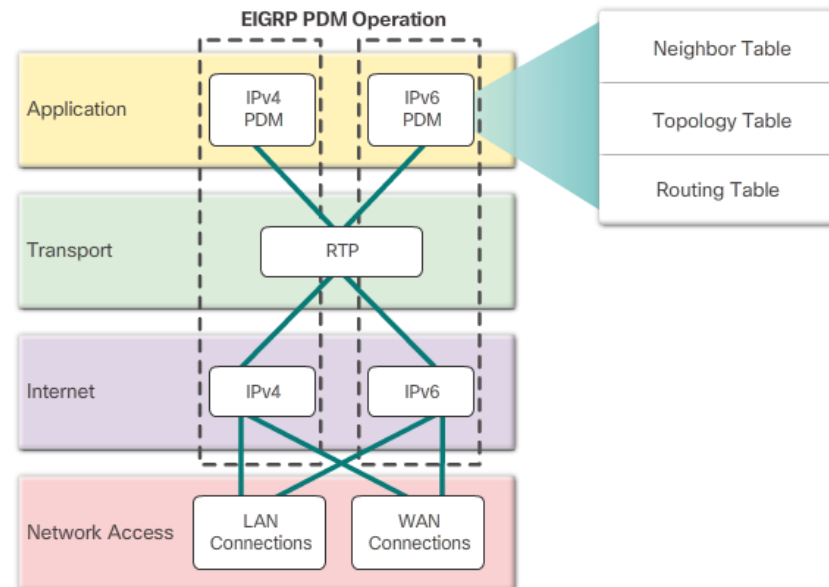 EIGRP PDM Operation
Neighbor Table
Topology Table
Routing Table
Application
IPv4
PDM
IPv6
PDM
Transport
RTP
Internet
IPv4
IPv6
Network Access
LAN
Connections
WAN
Connections